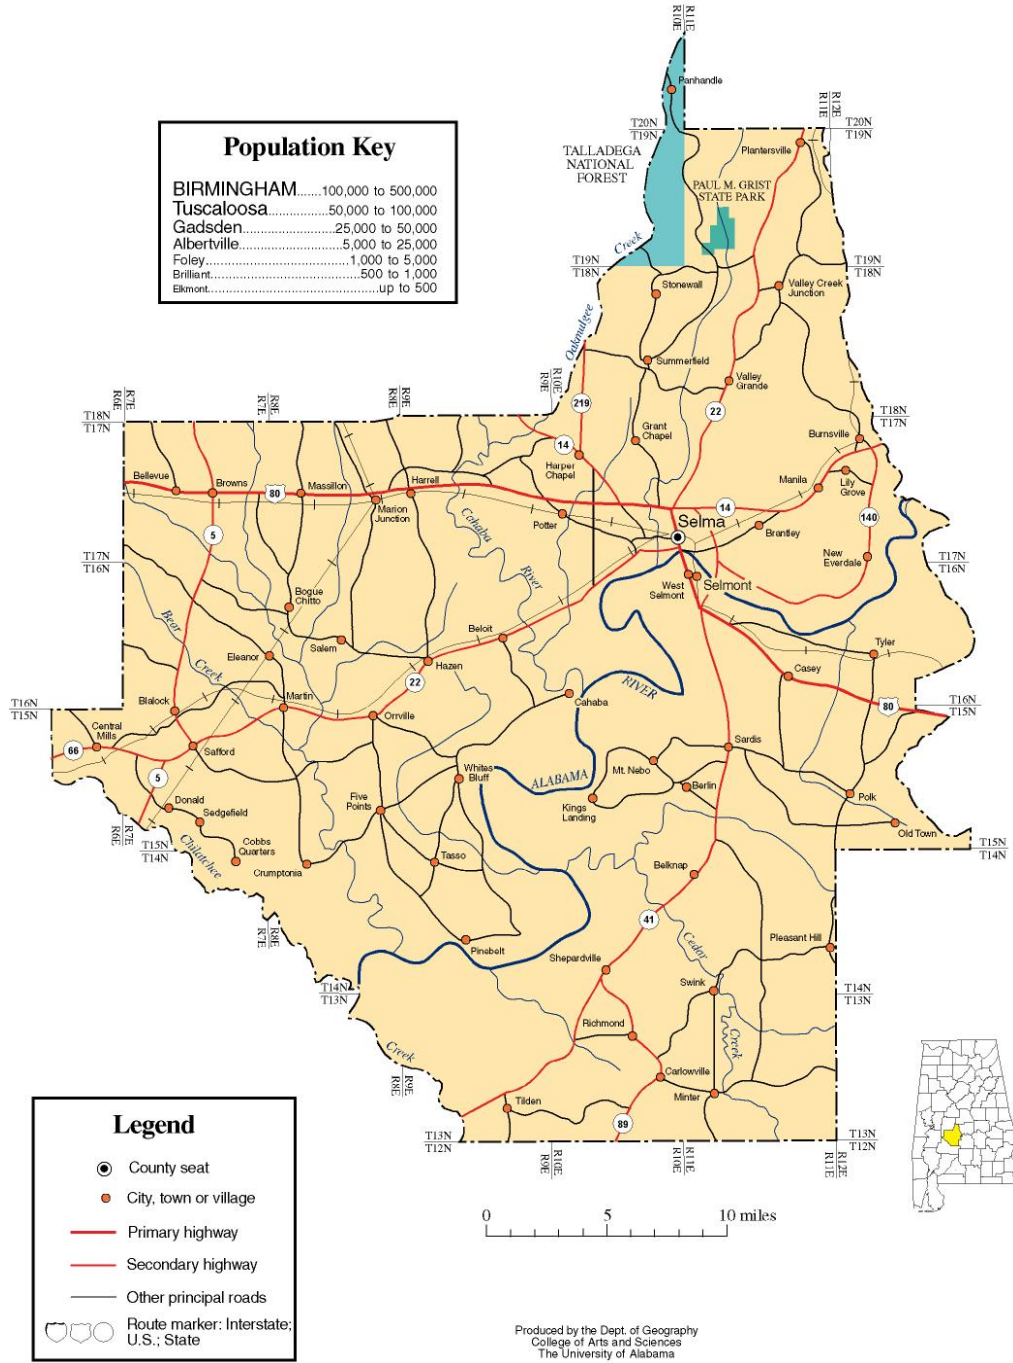 R10E
R11E
Panhandle
R11E
R12E
T20N
T19N
T20N
T19N
Population Key
BIRMINGHAM.......100,000 to 500,000
Tuscaloosa.................50,000 to 100,000
Gadsden..........................25,000 to 50,000
Albertville............................5,000 to 25,000
Foley.....................................1,000 to 5,000
Brilliant..........................................500 to 1,000
Elkmont................................................up to 500
TALLADEGA
NATIONAL
FOREST
Plantersville
PAUL M. GRIST
STATE PARK
Creek
T19N
T18N
T19N
T18N
Stonewall
Valley Creek
Junction
Oakmulgee
Summerfield
Valley
Grande
R6E
R7E
R7E
R8E
R8E
R9E
R9E
R10E
219
22
T18N
T17N
T18N
T17N
Grant
Chapel
Burnsville
14
Harper
Chapel
Bellevue
Browns
80
Massillon
Harrell
Marion
Junction
Manila
Lily
Grove
14
140
Potter
Selma
Brantley
Cahaba
5
New
Everdale
T17N
T16N
T17N
T16N
River
West
Selmont
Selmont
Bogue
Chitto
Bear
Salem
Beloit
Tyler
Eleanor
Creek
Hazen
22
Casey
RIVER
Cahaba
Martin
80
T16N
T15N
T16N
T15N
Blalock
Orrville
Central
Mills
66
Safford
Sardis
5
Whites
Bluff
ALABAMA
Mt. Nebo
Berlin
Kings
Landing
Five
Points
Polk
Donald
Sedgefield
Old Town
R6E
R7E
T15N
T14N
T15N
T14N
Chilatchee
Cobbs
Quarters
Crumptonia
Tasso
Belknap
R7E
R8E
41
Pinebelt
Cedar
Pleasant Hill
Shepardville
T14N
T13N
T14N
T13N
Swink
Richmond
Creek
Creek
R8E
R9E
Carlowville
Minter
Tilden
89
T13N
T12N
T13N
T12N
R9E
R10E
R10E
R11E
R11E
R12E
Legend
County seat
City, town or village
Primary highway
Secondary highway
Other principal roads
Route marker: Interstate;
U.S.; State
0 5 10 miles
Produced by the Dept. of Geography
College of Arts and Sciences
The University of Alabama